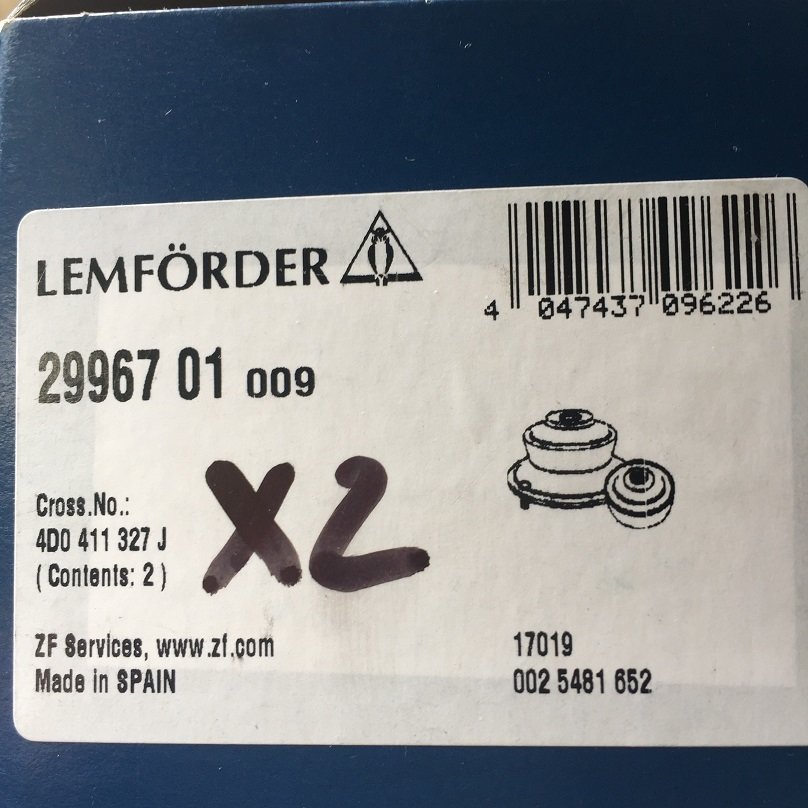 LEMFÖRDER
4 047437 096226
29967 01 009
X2
Cross.No.:
4D0 411 327 J
( Contents: 2 )
ZF Services, www.zf.com
Made in SPAIN
17019
002 5481 652